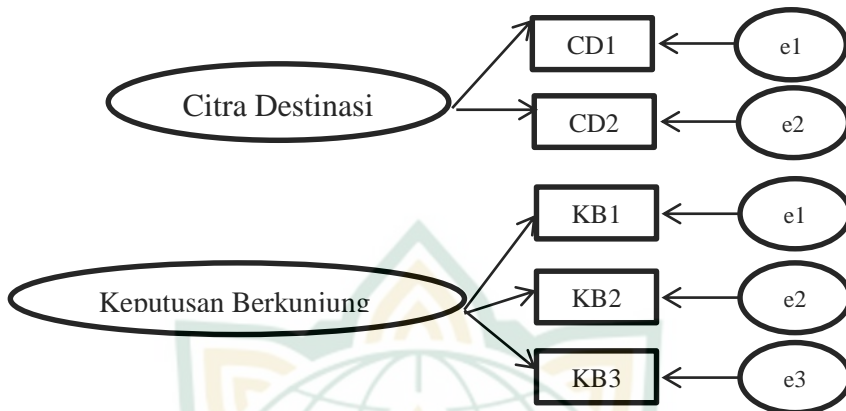 CD1
e1
Citra Destinasi
CD2
e2
KB1
e1
Keputusan Berkunjung
KB2
e2
KB3
e3